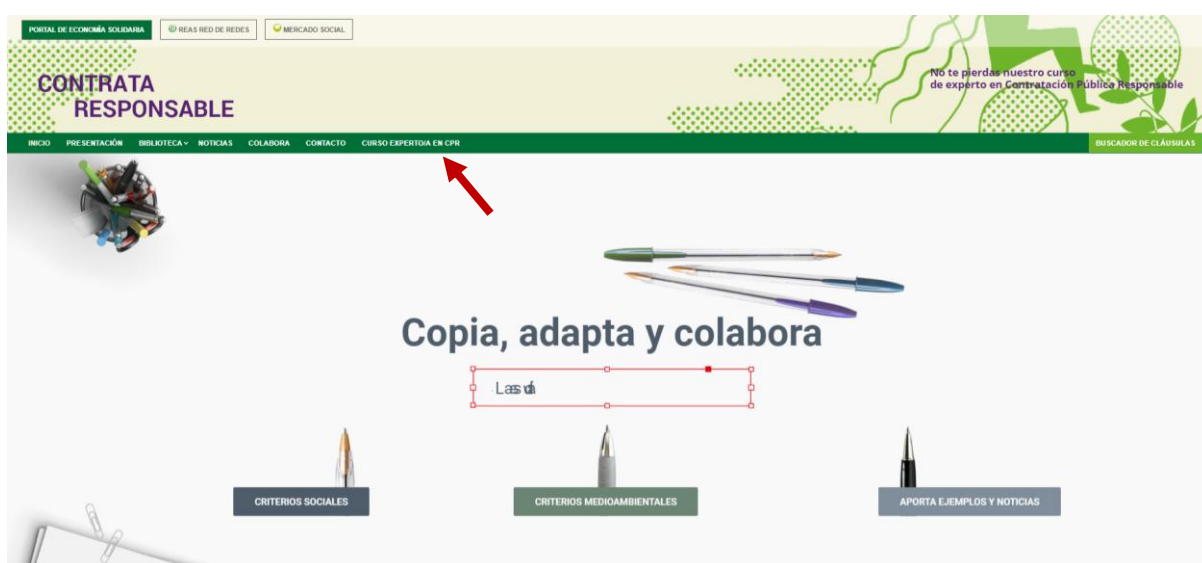 PORTAL DE ECONOMÍA SOLIDARIA
REAS RED DE REDES
MERCADO SOCIAL
CONTRATA
RESPONSABLE
No te pierdas nuestro curso
de experto en Contratación Pública Responsable
INICIO PRESENTACIÓN BIBLIOTECA NOTICIAS COLABORA CONTACTO CURSO EXPERTO/A EN CPR
BUSCADOR DE CLÁUSULAS
Copia, adapta y colabora
CRITERIOS SOCIALES
CRITERIOS MEDIOAMBIENTALES
APORTA EJEMPLOS Y NOTICIAS